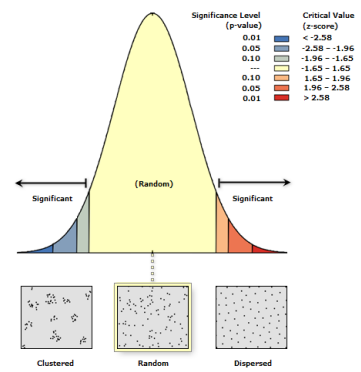 Significance Level Critical Value
(p-value) (z-score)
0.01 < -2.58
0.05 -2.58 - -1.96
0.10 -1.96 - -1.65
--- -1.65 - 1.65
0.10 1.65 - 1.96
0.05 1.96 - 2.58
0.01 > 2.58
(Random)
Significant Significant
Clustered Random Dispersed